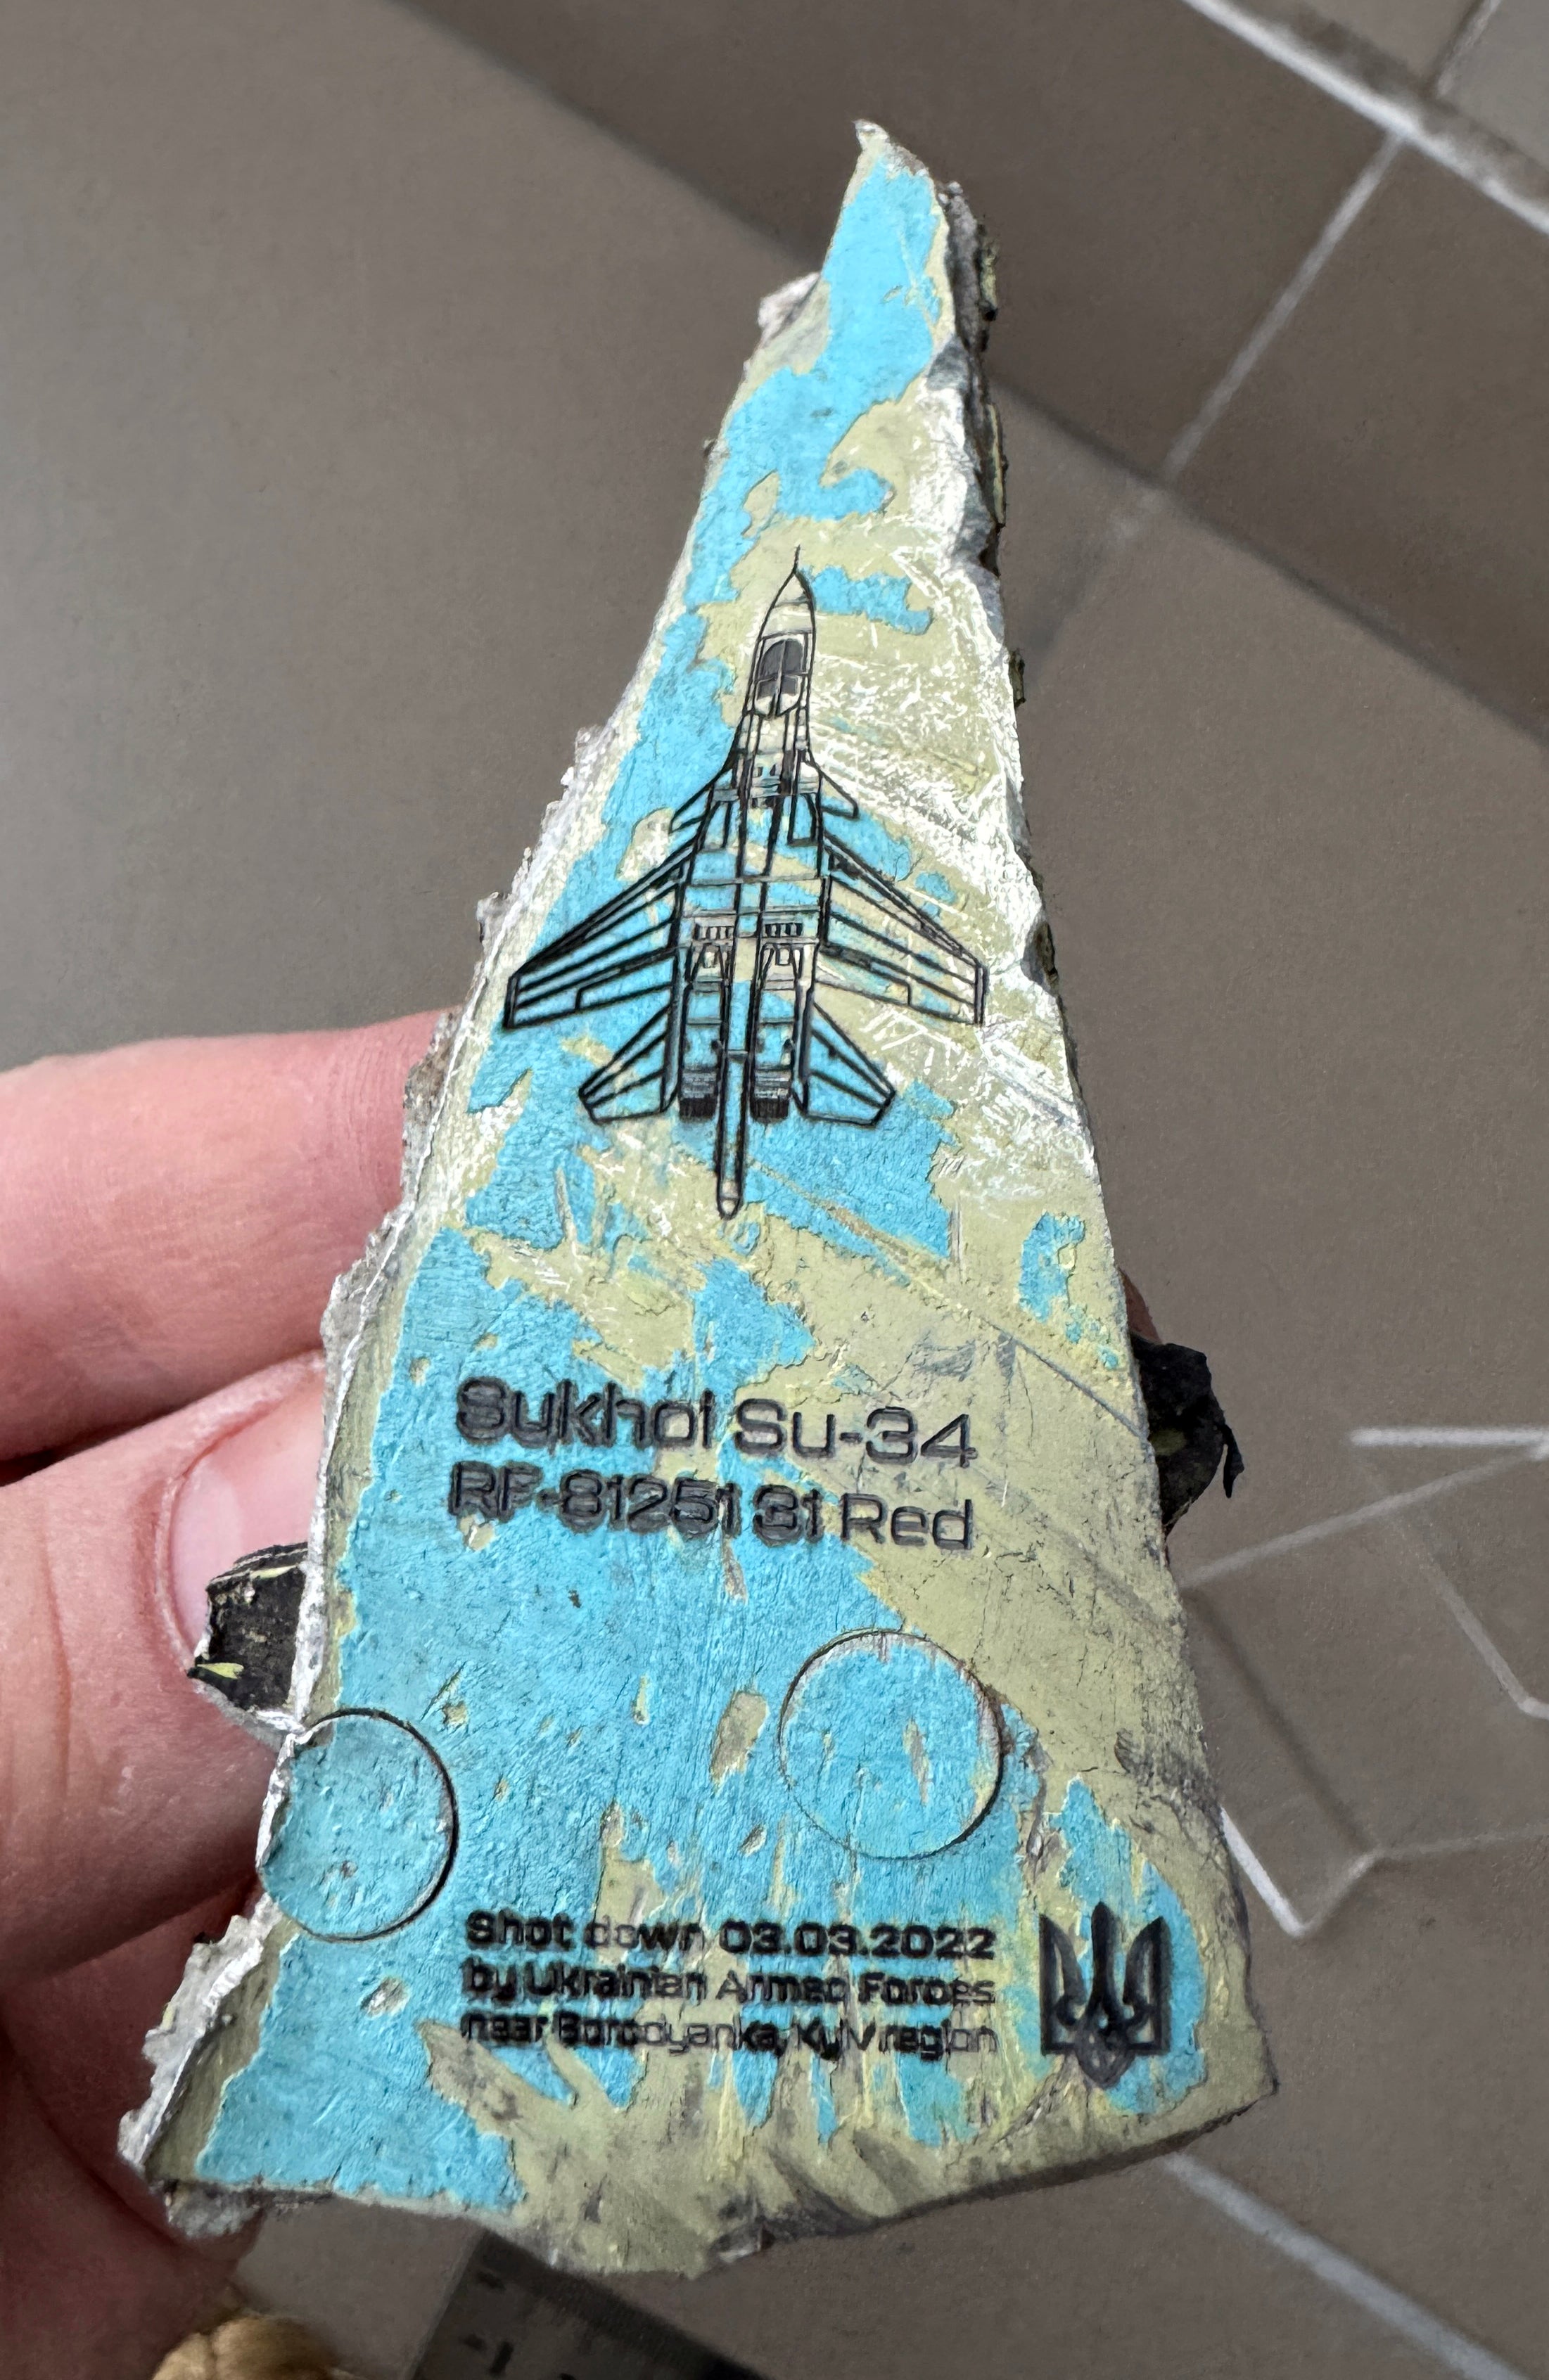 Sukhoi Su-34
RF-81251 31 Red
Shot down 03.03.2022
by Ukrainian Armed Forces
near Borodyanka, Kyiv region